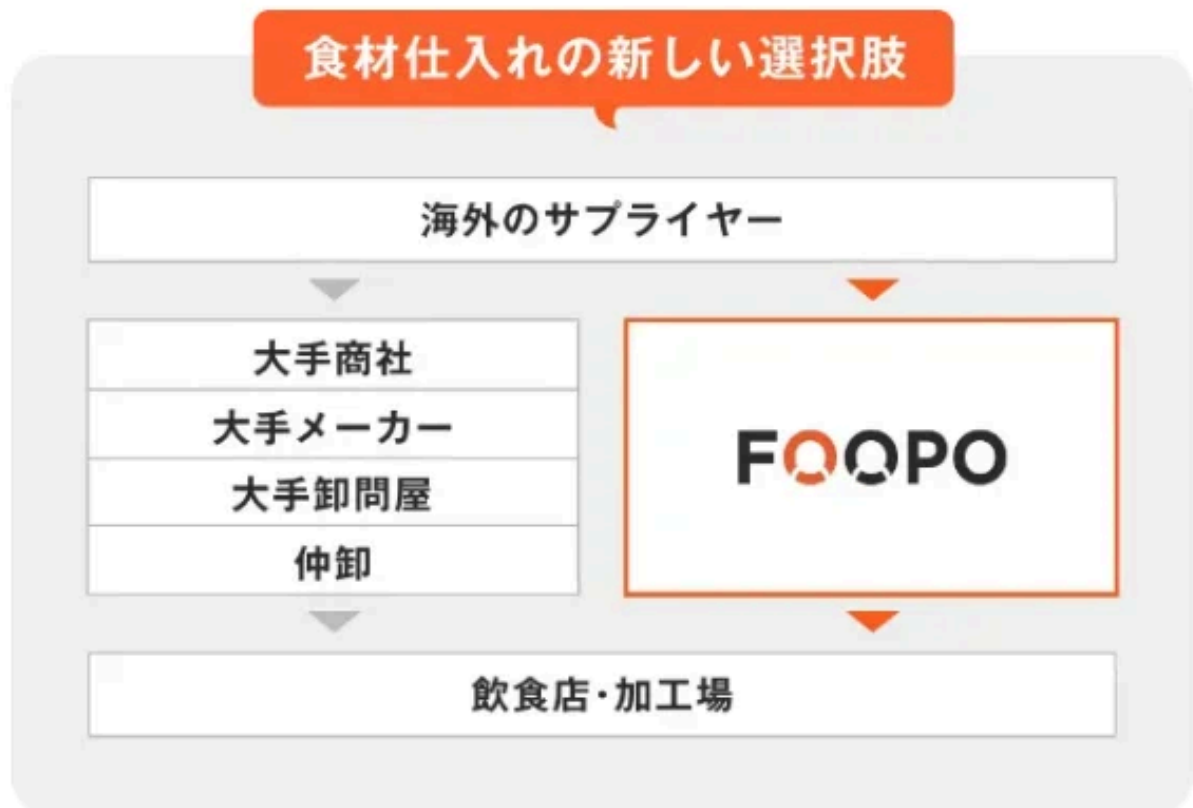 食材仕入れの新しい選択肢
海外のサプライヤー
大手商社
大手メーカー
大手卸問屋
仲卸
FOOPO
飲食店・加工場